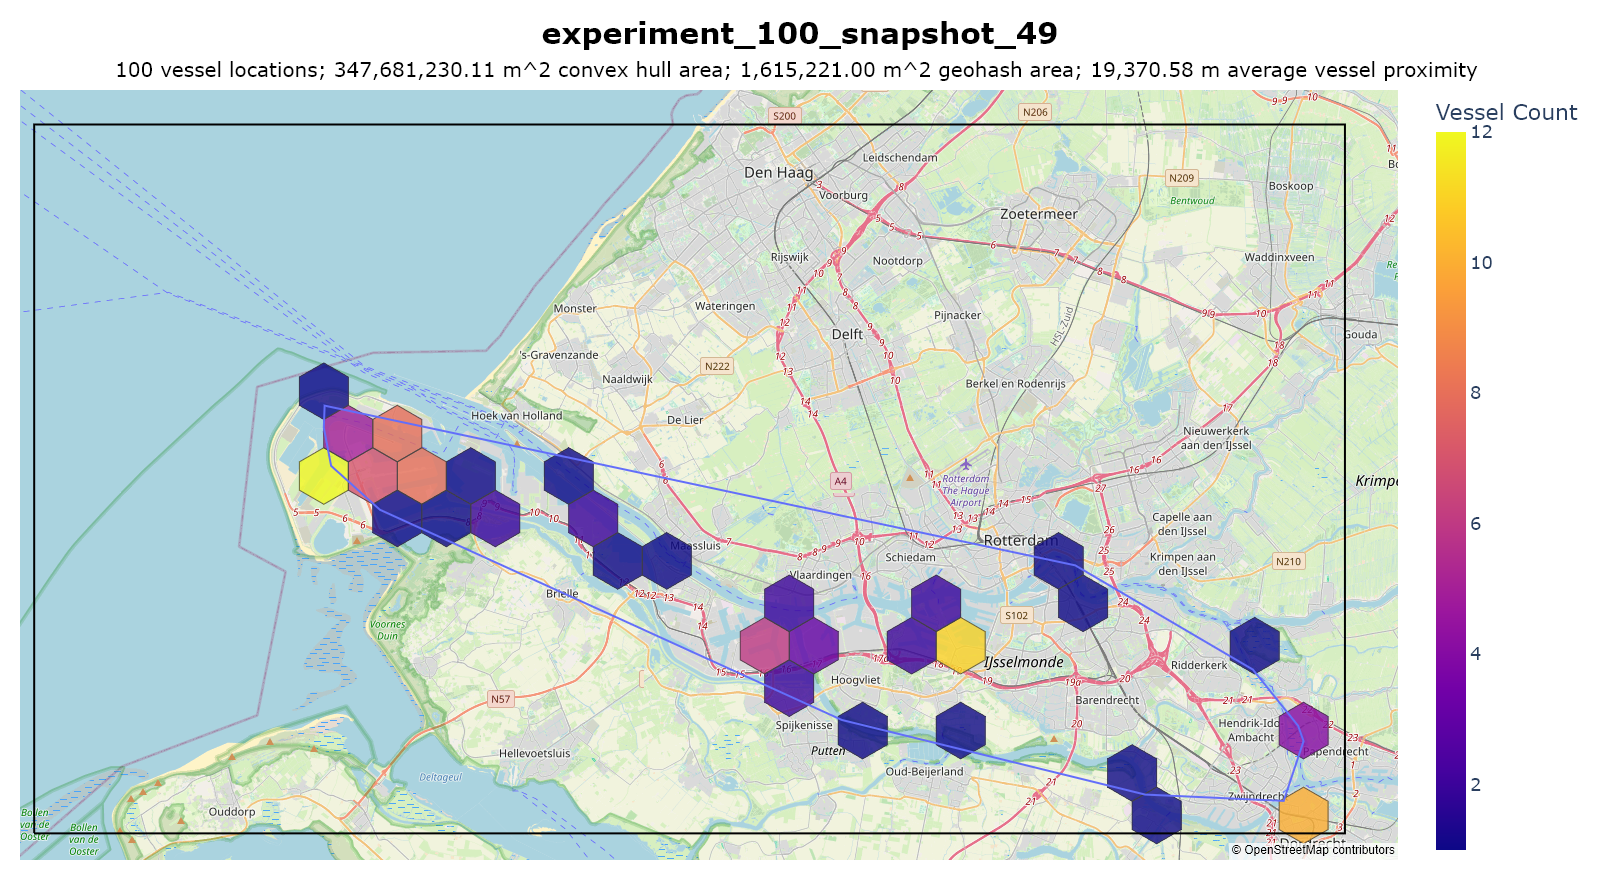 experiment_100_snapshot_49
100 vessel locations; 347,681,230.11 m^2 convex hull area; 1,615,221.00 m^2 geohash area; 19,370.58 m average vessel proximity
Vessel Count
12
10
8
6
4
2
S200
N206
Leidschendam
Den Haag
Voorburg
N209
Boskoop
Bentwoud
Zoetermeer
Rijswijk
Nootdorp
Waddinxveen
Monster
Wateringen
Pijnacker
HSL-Zuid
Delft
Gouda
's-Gravenzande
N222
Naaldwijk
Berkel en Rodenrijs
Hoek van Holland
De Lier
Nieuwerkerk
aan den IJssel
A4
Rotterdam
The Hague
Airport
Krimpe
Capelle aan
den IJssel
Maassluis
Rotterdam
Schiedam
Krimpen aan
den IJssel
N210
Vlaardingen
Brielle
S102
Voornes
Duin
IJsselmonde
Ridderkerk
Hoogvliet
N57
Barendrecht
Spijkenisse
Hendrik-Ido
Ambacht
Putten
Papendrecht
Hellevoetsluis
Oud-Beijerland
Deltageul
Zwijndrech
Ouddorp
Bollen
van de
Ooster
Bollen
van de
Ooster
Dordrecht
© OpenStreetMap contributors